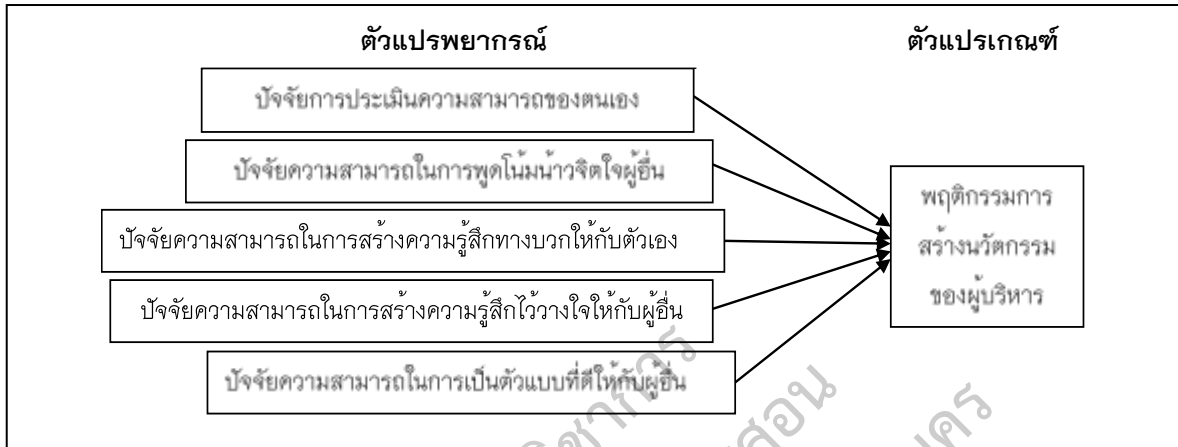 ตัวแปรพยากรณ์
ตัวแปรเกณฑ์
ปัจจัยการประเมินความสามารถของตนเอง
ปัจจัยความสามารถในการพูดโน้มน้าวจิตใจผู้อื่น
ปัจจัยความสามารถในการสร้างความรู้สึกทางบวกให้กับตัวเอง
ปัจจัยความสามารถในการสร้างความรู้สึกไว้วางใจให้กับผู้อื่น
ปัจจัยความสามารถในการเป็นตัวแบบที่ดีให้กับผู้อื่น
พฤติกรรมการ
สร้างนวัตกรรม
ของผู้บริหาร